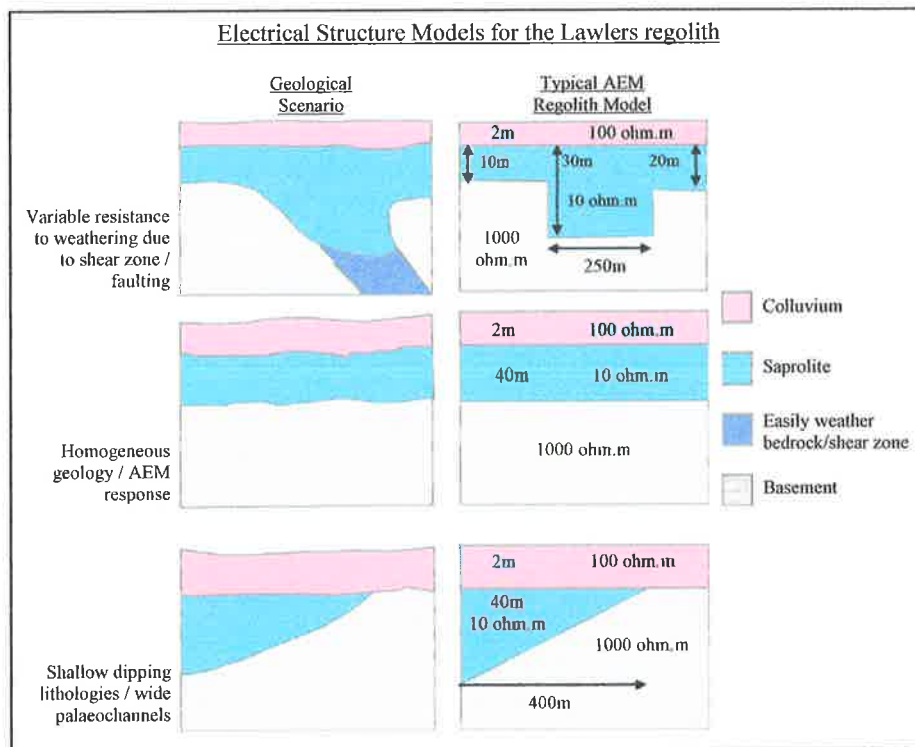 Electrical Structure Models for the Lawlers regolith
Geological
Scenario
Typical AEM
Regolith Model
Variable resistance
to weathering due
to shear zone /
faulting
2m 100 ohm.m
10m 30m 20m
10 ohm.m
1000
ohm.m
250m
Homogeneous
geology / AEM
response
2m 100 ohm.m
40m 10 ohm.m
1000 ohm.m
Shallow dipping
lithologies / wide
palaeochannels
2m 100 ohm.m
40m
10 ohm.m
1000 ohm.m
400m
Colluvium
Saprolite
Easily weather
bedrock/shear zone
Basement